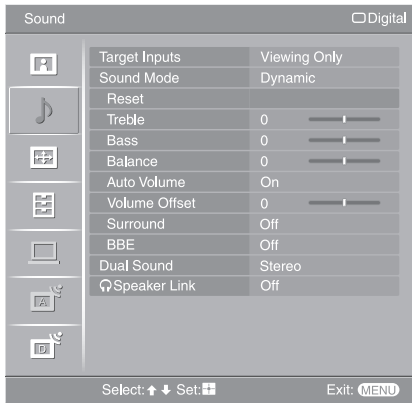 Sound Digital
Target Inputs Viewing Only
Sound Mode Dynamic
Reset
Treble 0
Bass 0
Balance 0
Auto Volume On
Volume Offset 0
Surround Off
BBE Off
Dual Sound Stereo
Speaker Link Off
A
D
Select: Set: Exit: MENU